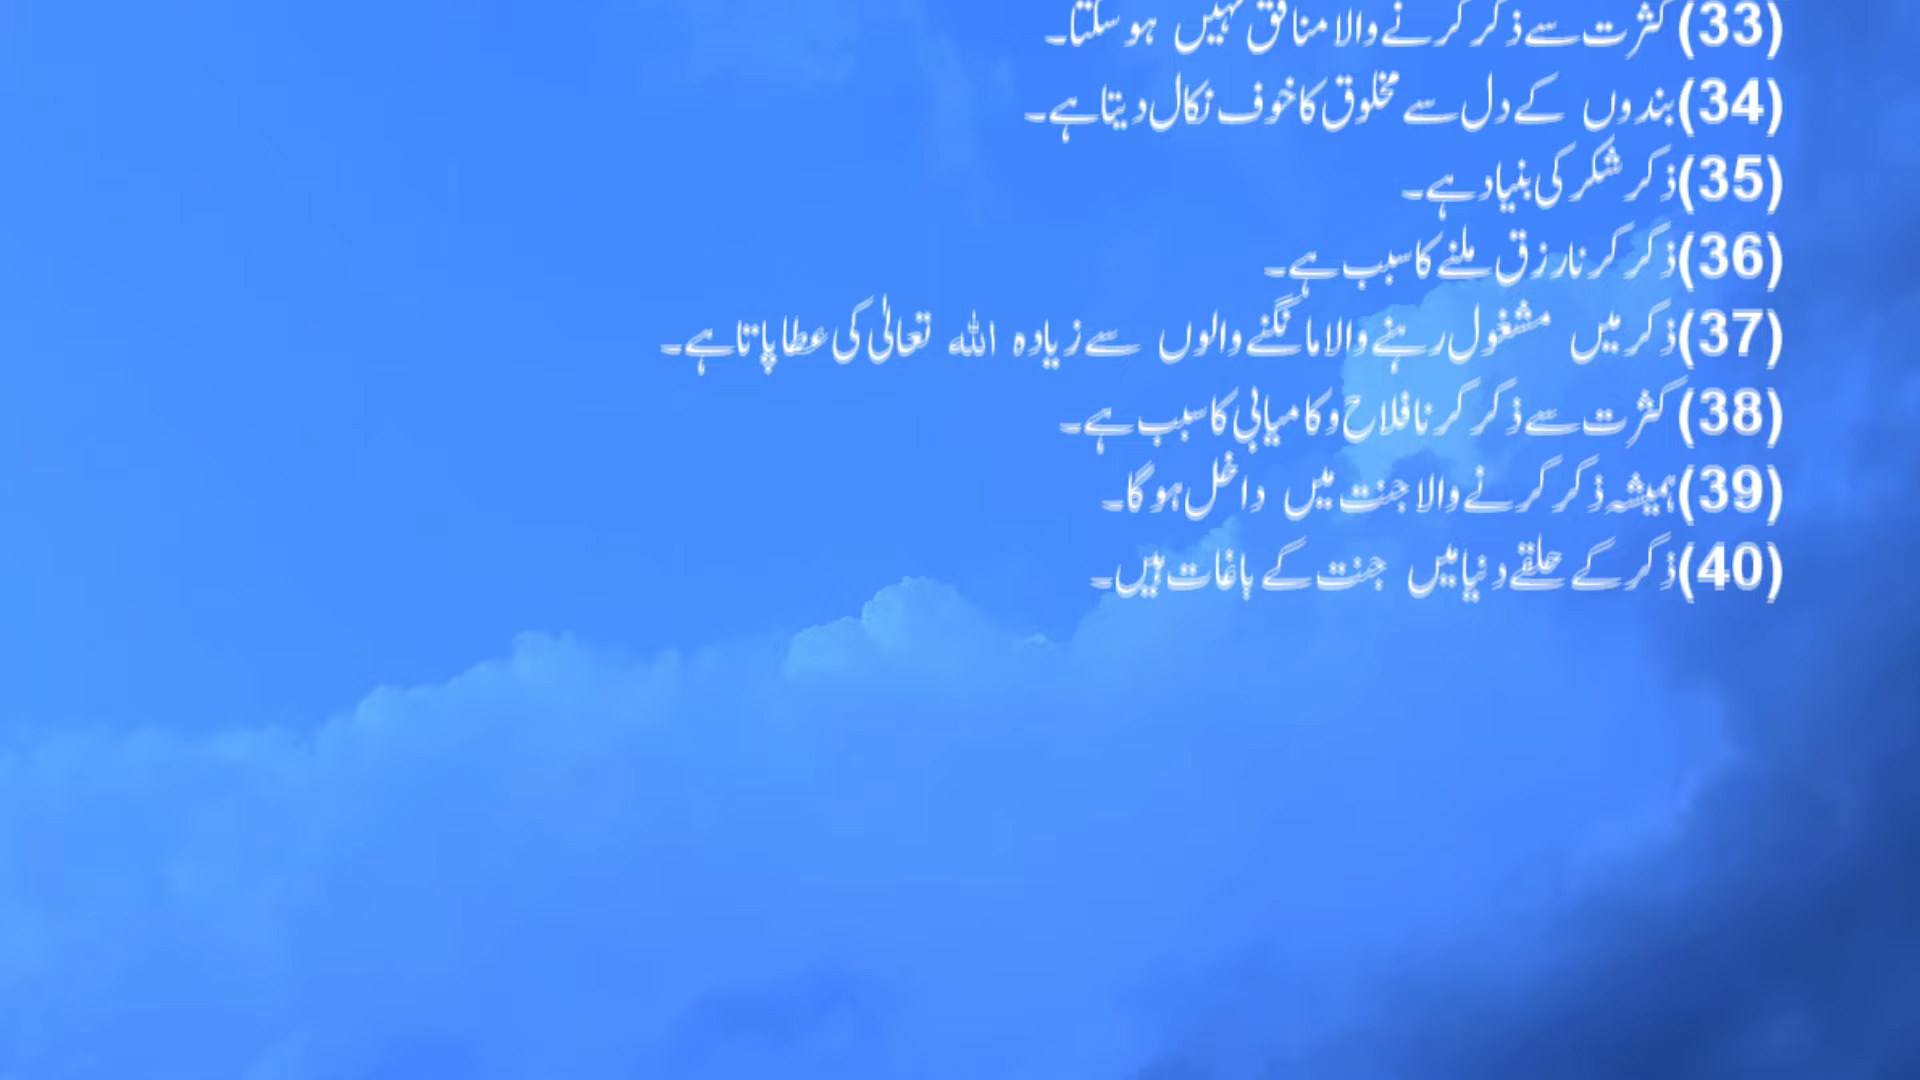 (33)کثرت سے ذکر کرنے والا منافق نہیں ہو سکتا۔
(34)بندوں کے دل سے مخلوق کا خوف نکال دیتا ہے۔
(35)ذکر شکر کی بنیاد ہے۔
(36)ذکر کرنا رزق ملنے کا سبب ہے۔
(37)ذکر میں مشغول رہنے والا مانگنے والوں سے زیادہ اللہ تعالٰی کی عطا پاتا ہے۔
(38)کثرت سے ذکر کرنا فلاح و کامیابی کا سبب ہے۔
(39)ہمیشہ ذکر کرنے والا جنت میں داخل ہو گا۔
(40)ذکر کے حلقے دنیا میں جنت کے باغات ہیں۔